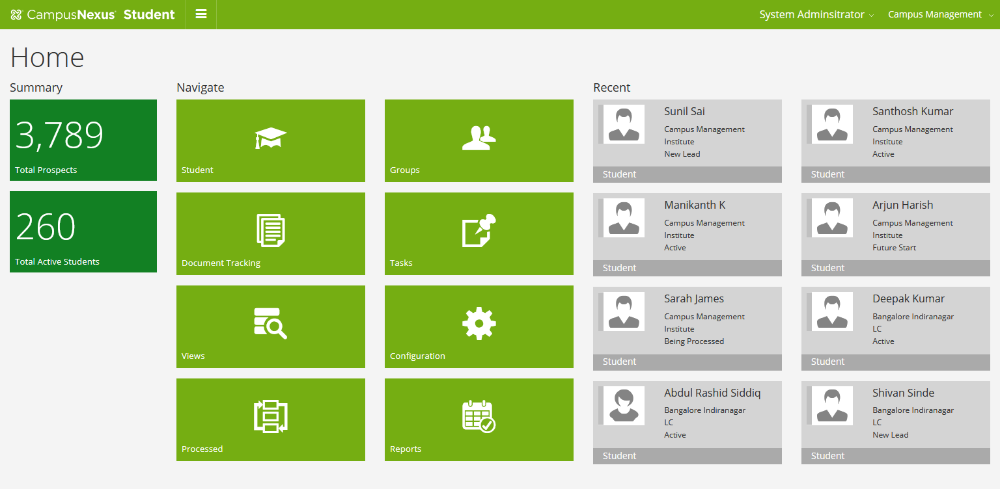 CampusNexus® Student
System Adminsitrator
Campus Management
Home
Summary
3,789
Total Prospects
260
Total Active Students
Navigate
Student
Groups
Document Tracking
Tasks
Views
Configuration
Processed
Reports
Recent
Sunil Sai
Campus Management
Institute
New Lead
Student
Santhosh Kumar
Campus Management
Institute
Active
Student
Manikanth K
Campus Management
Institute
Active
Student
Arjun Harish
Campus Management
Institute
Future Start
Student
Sarah James
Campus Management
Institute
Being Processed
Student
Deepak Kumar
Bangalore Indiranagar
LC
Active
Student
Abdul Rashid Siddiq
Bangalore Indiranagar
LC
Active
Student
Shivan Sinde
Bangalore Indiranagar
LC
New Lead
Student